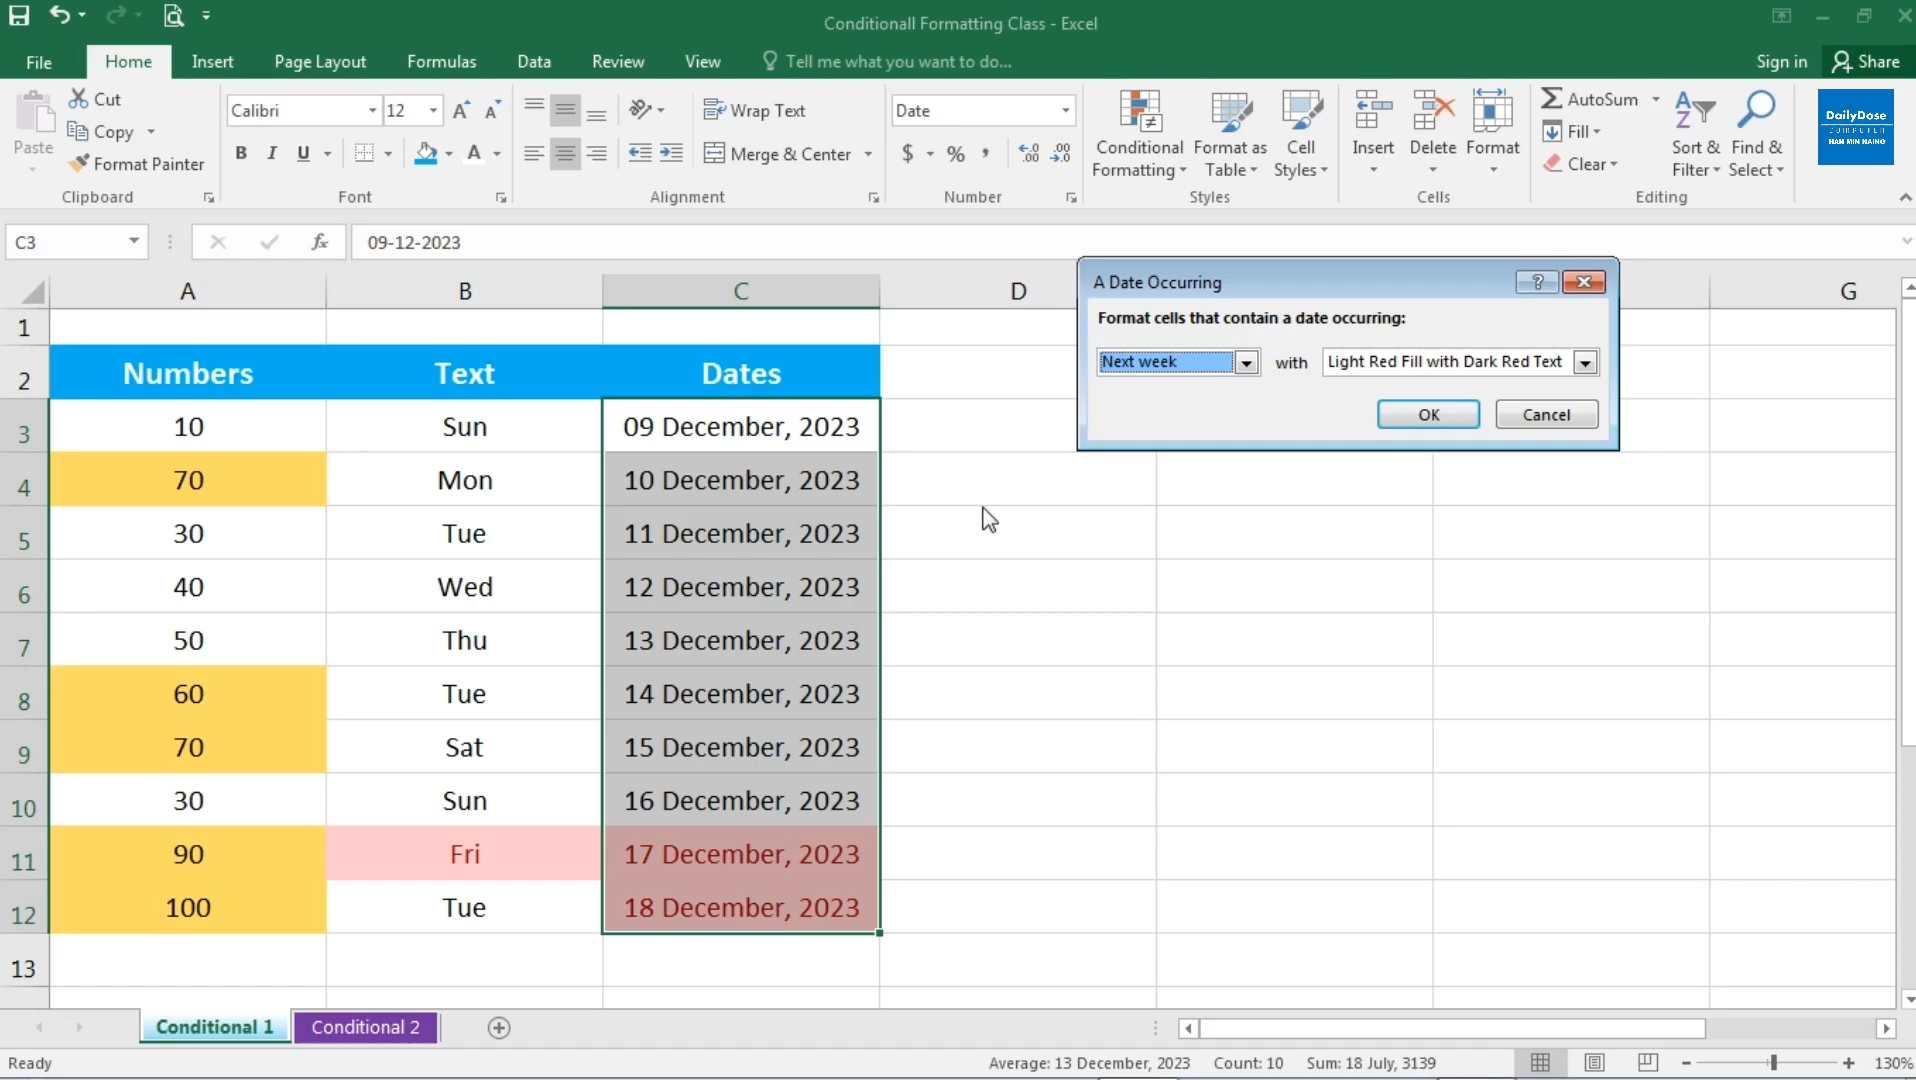 Conditionall Formatting Class - Excel
File Home Insert Page Layout Formulas Data Review View Tell me what you want to do... Sign in Share
Paste Cut Copy Format Painter Clipboard
Calibri 12 B I U A Font
Wrap Text Merge & Center Alignment
Date $ % Number
Conditional Formatting Format as Table Cell Styles Styles
Insert Delete Format Cells
AutoSum Fill Clear Sort & Filter Find & Select Editing
DailyDose
COMPUTER
HAN MIN NAING
C3 fx 09-12-2023
A B C D G
1
2 Numbers Text Dates
3 10 Sun 09 December, 2023
4 70 Mon 10 December, 2023
5 30 Tue 11 December, 2023
6 40 Wed 12 December, 2023
7 50 Thu 13 December, 2023
8 60 Tue 14 December, 2023
9 70 Sat 15 December, 2023
10 30 Sun 16 December, 2023
11 90 Fri 17 December, 2023
12 100 Tue 18 December, 2023
13
A Date Occurring
Format cells that contain a date occurring:
Next week with Light Red Fill with Dark Red Text
OK Cancel
Conditional 1 Conditional 2
Ready Average: 13 December, 2023 Count: 10 Sum: 18 July, 3139 130%